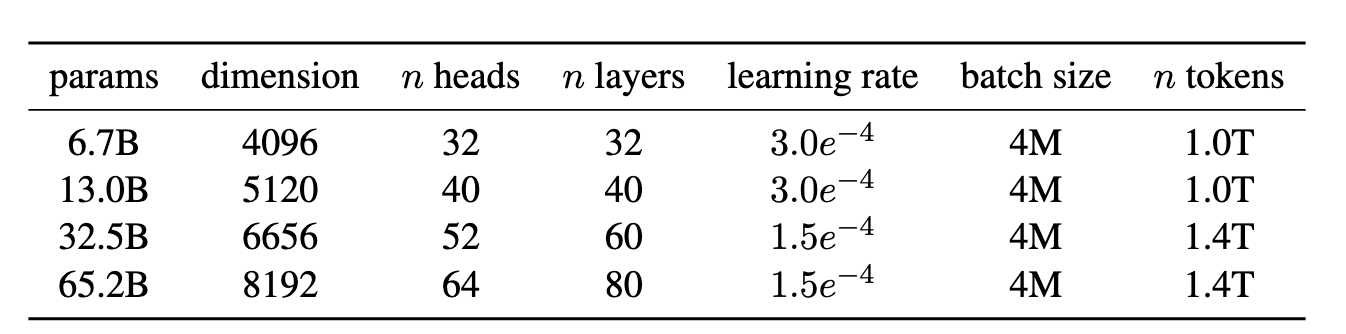 params dimension n heads n layers learning rate batch size n tokens
6.7B 4096 32 32 3.0e⁻⁴ 4M 1.0T
13.0B 5120 40 40 3.0e⁻⁴ 4M 1.0T
32.5B 6656 52 60 1.5e⁻⁴ 4M 1.4T
65.2B 8192 64 80 1.5e⁻⁴ 4M 1.4T